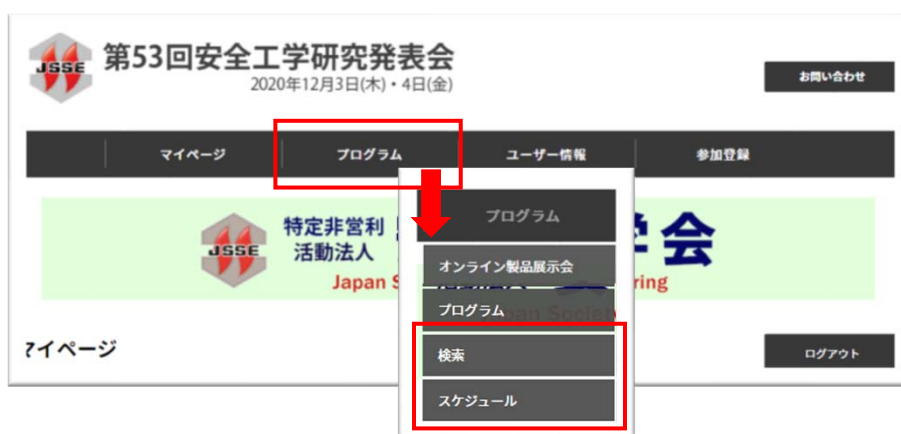 JSSE
第53回安全工学研究発表会
2020年12月3日(木)・4日(金)
お問い合わせ
マイページ
プログラム
ユーザー情報
参加登録
プログラム
オンライン製品展示会
プログラム
検索
スケジュール
JSSE
特定非営利
活動法人
学会
Japan S
ring
マイページ
ログアウト